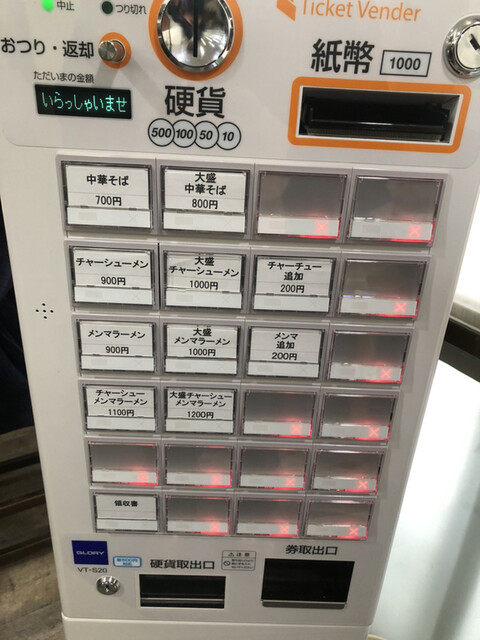 Ticket Vender
中止
つり切れ
おつり・返却
紙幣 1000
ただいまの金額
いらっしゃいませ
硬貨
500 100 50 10
中華そば
700円
大盛
中華そば
800円
チャーシューメン
900円
大盛
チャーシューメン
1000円
チャーチュー
追加
200円
メンマラーメン
900円
大盛
メンマラーメン
1000円
メンマ
追加
200円
チャーシュー
メンマラーメン
1100円
大盛チャーシュー
メンマラーメン
1200円
領収書
GLORY
VT-S20
硬貨取出口
注意
券取出口